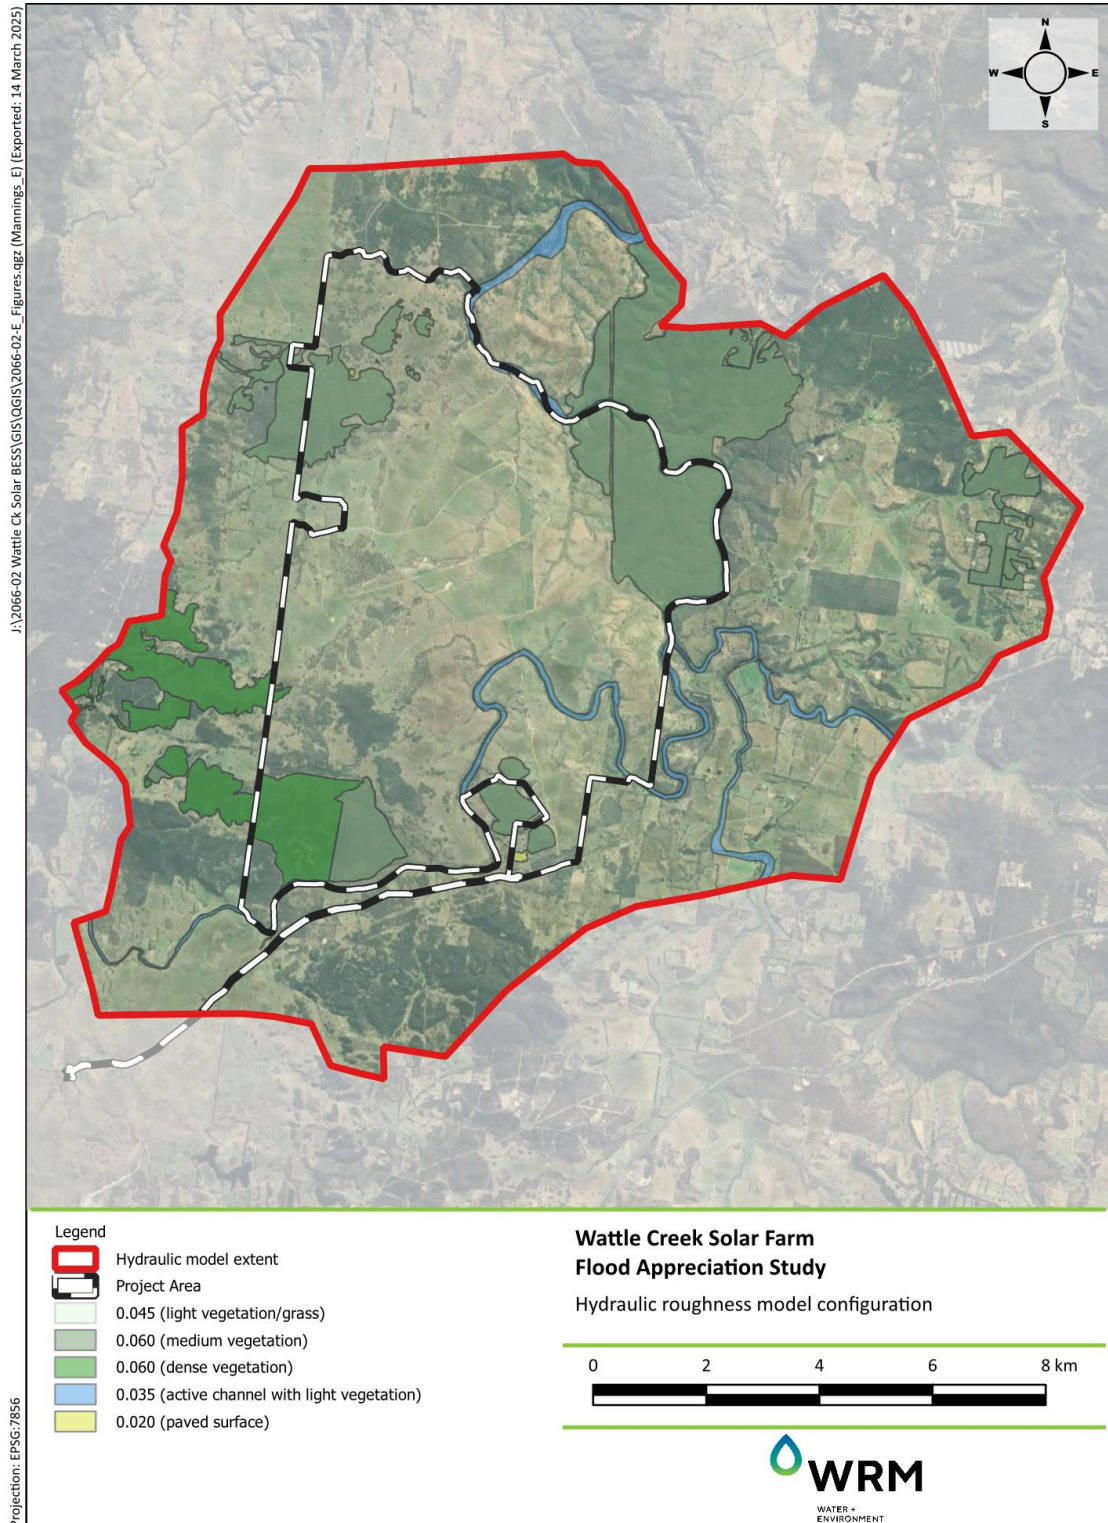 J:\2066-02 Wattle Ck Solar BESS\GIS\QGIS\2066-02-E_Figures.qgz (Mannings_E) (Exported: 14 March 2025)
N
W
E
S
Legend
Hydraulic model extent
Project Area
0.045 (light vegetation/grass)
0.060 (medium vegetation)
0.060 (dense vegetation)
0.035 (active channel with light vegetation)
0.020 (paved surface)
Projection: EPSG:7856
Wattle Creek Solar Farm
Flood Appreciation Study
Hydraulic roughness model configuration
0 2 4 6 8 km
WRM
WATER +
ENVIRONMENT